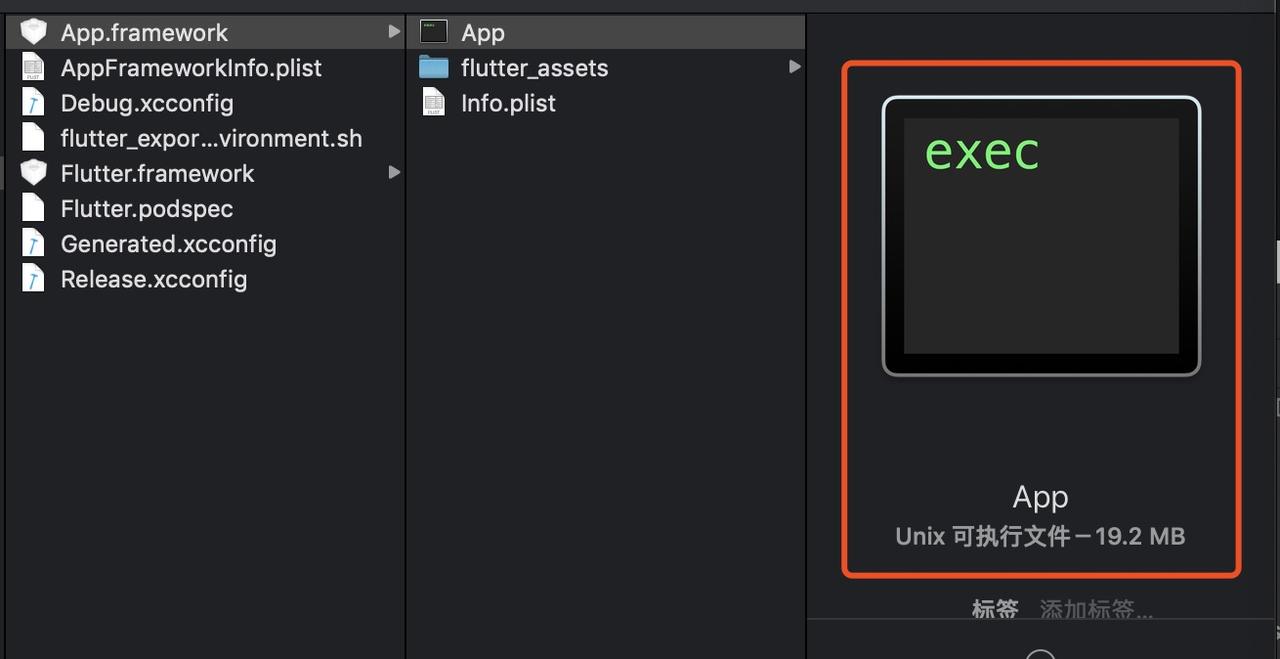 App.framework
AppFrameworkInfo.plist
Debug.xcconfig
flutter_expor...vironment.sh
Flutter.framework
Flutter.podspec
Generated.xcconfig
Release.xcconfig
App
flutter_assets
Info.plist
exec
App
Unix 可执行文件 – 19.2 MB
标签 添加标签...